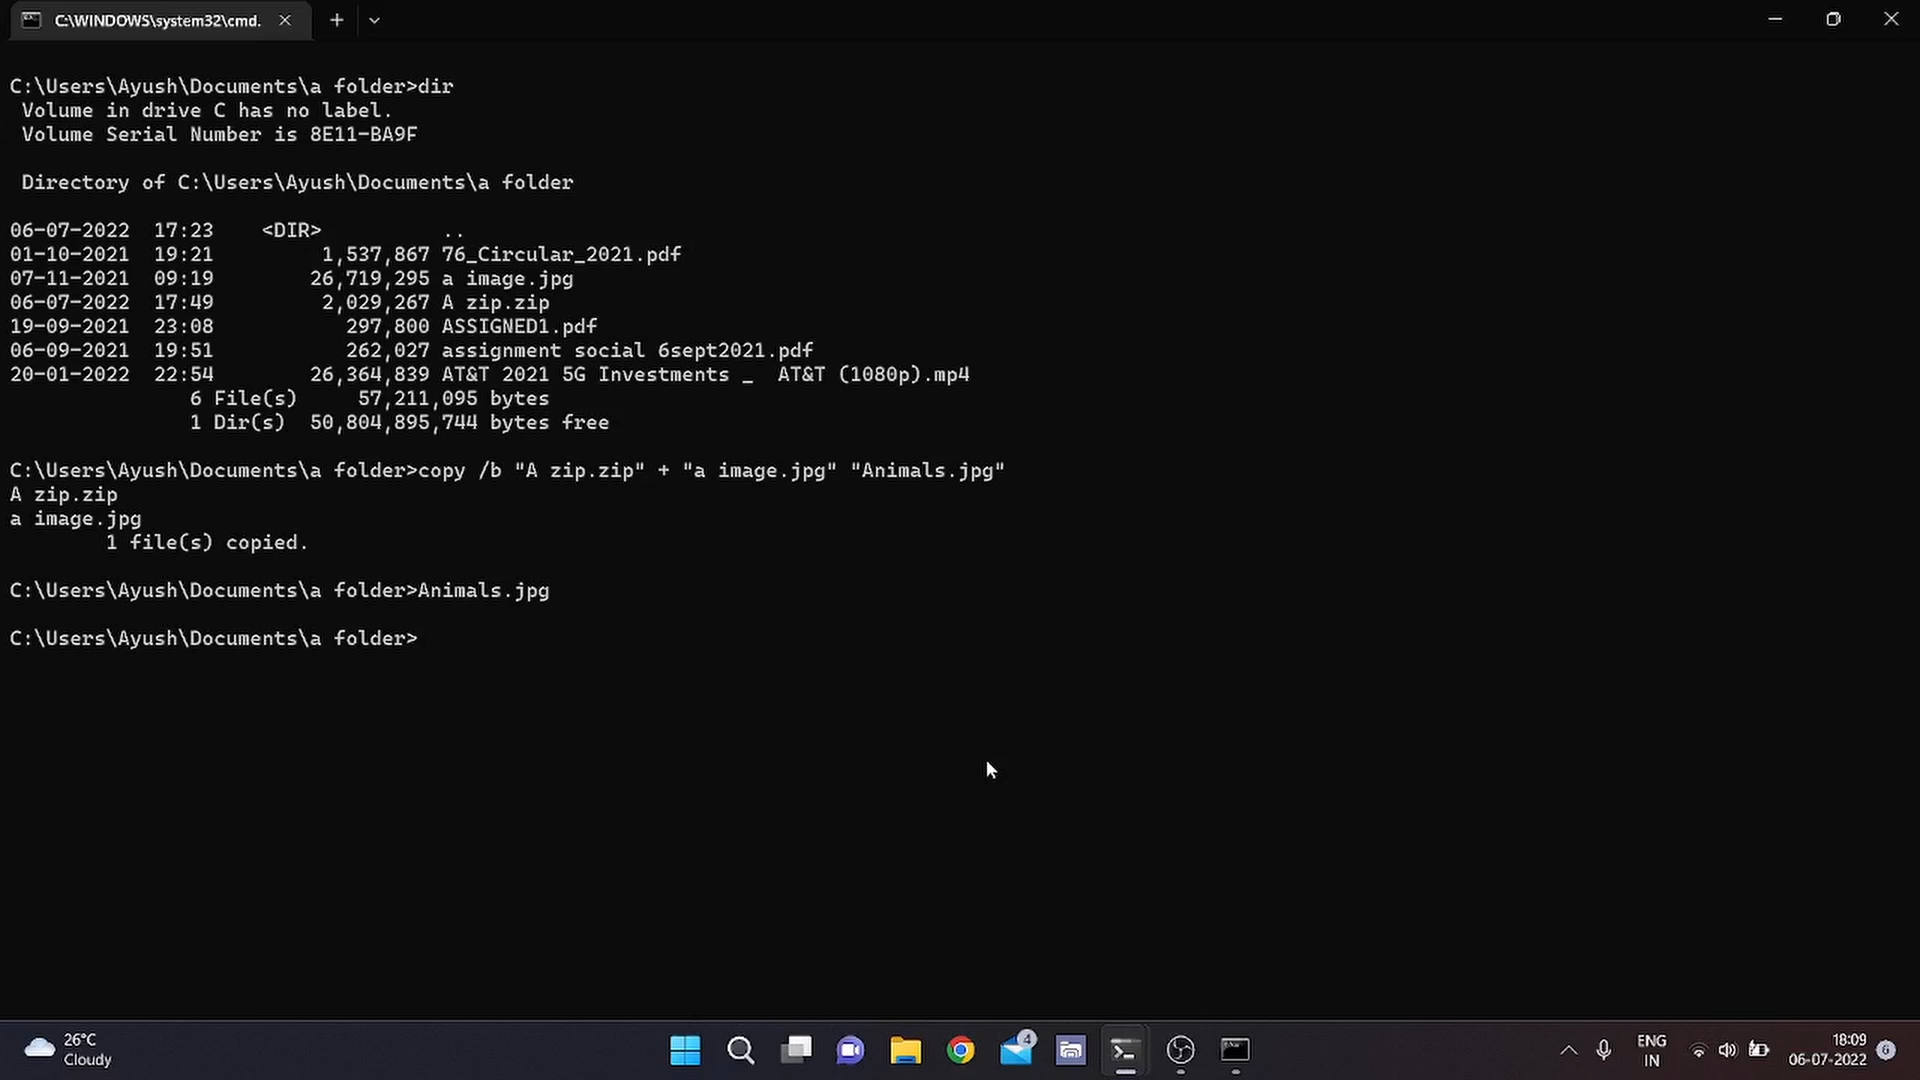 C:\WINDOWS\system32\cmd.
C:\Users\Ayush\Documents\a folder>dir
Volume in drive C has no label.
Volume Serial Number is 8E11-BA9F
Directory of C:\Users\Ayush\Documents\a folder
06-07-2022  17:23    <DIR>          ..
01-10-2021  19:21         1,537,867 76_Circular_2021.pdf
07-11-2021  09:19        26,719,295 a image.jpg
06-07-2022  17:49         2,029,267 A zip.zip
19-09-2021  23:08           297,800 ASSIGNED1.pdf
06-09-2021  19:51           262,027 assignment social 6sept2021.pdf
20-01-2022  22:54        26,364,839 AT&T 2021 5G Investments _  AT&T (1080p).mp4
6 File(s)     57,211,095 bytes
1 Dir(s)  50,804,895,744 bytes free
C:\Users\Ayush\Documents\a folder>copy /b "A zip.zip" + "a image.jpg" "Animals.jpg"
A zip.zip
a image.jpg
1 file(s) copied.
C:\Users\Ayush\Documents\a folder>Animals.jpg
C:\Users\Ayush\Documents\a folder>
26°C
Cloudy
4
ENG
IN
18:09
06-07-2022
6